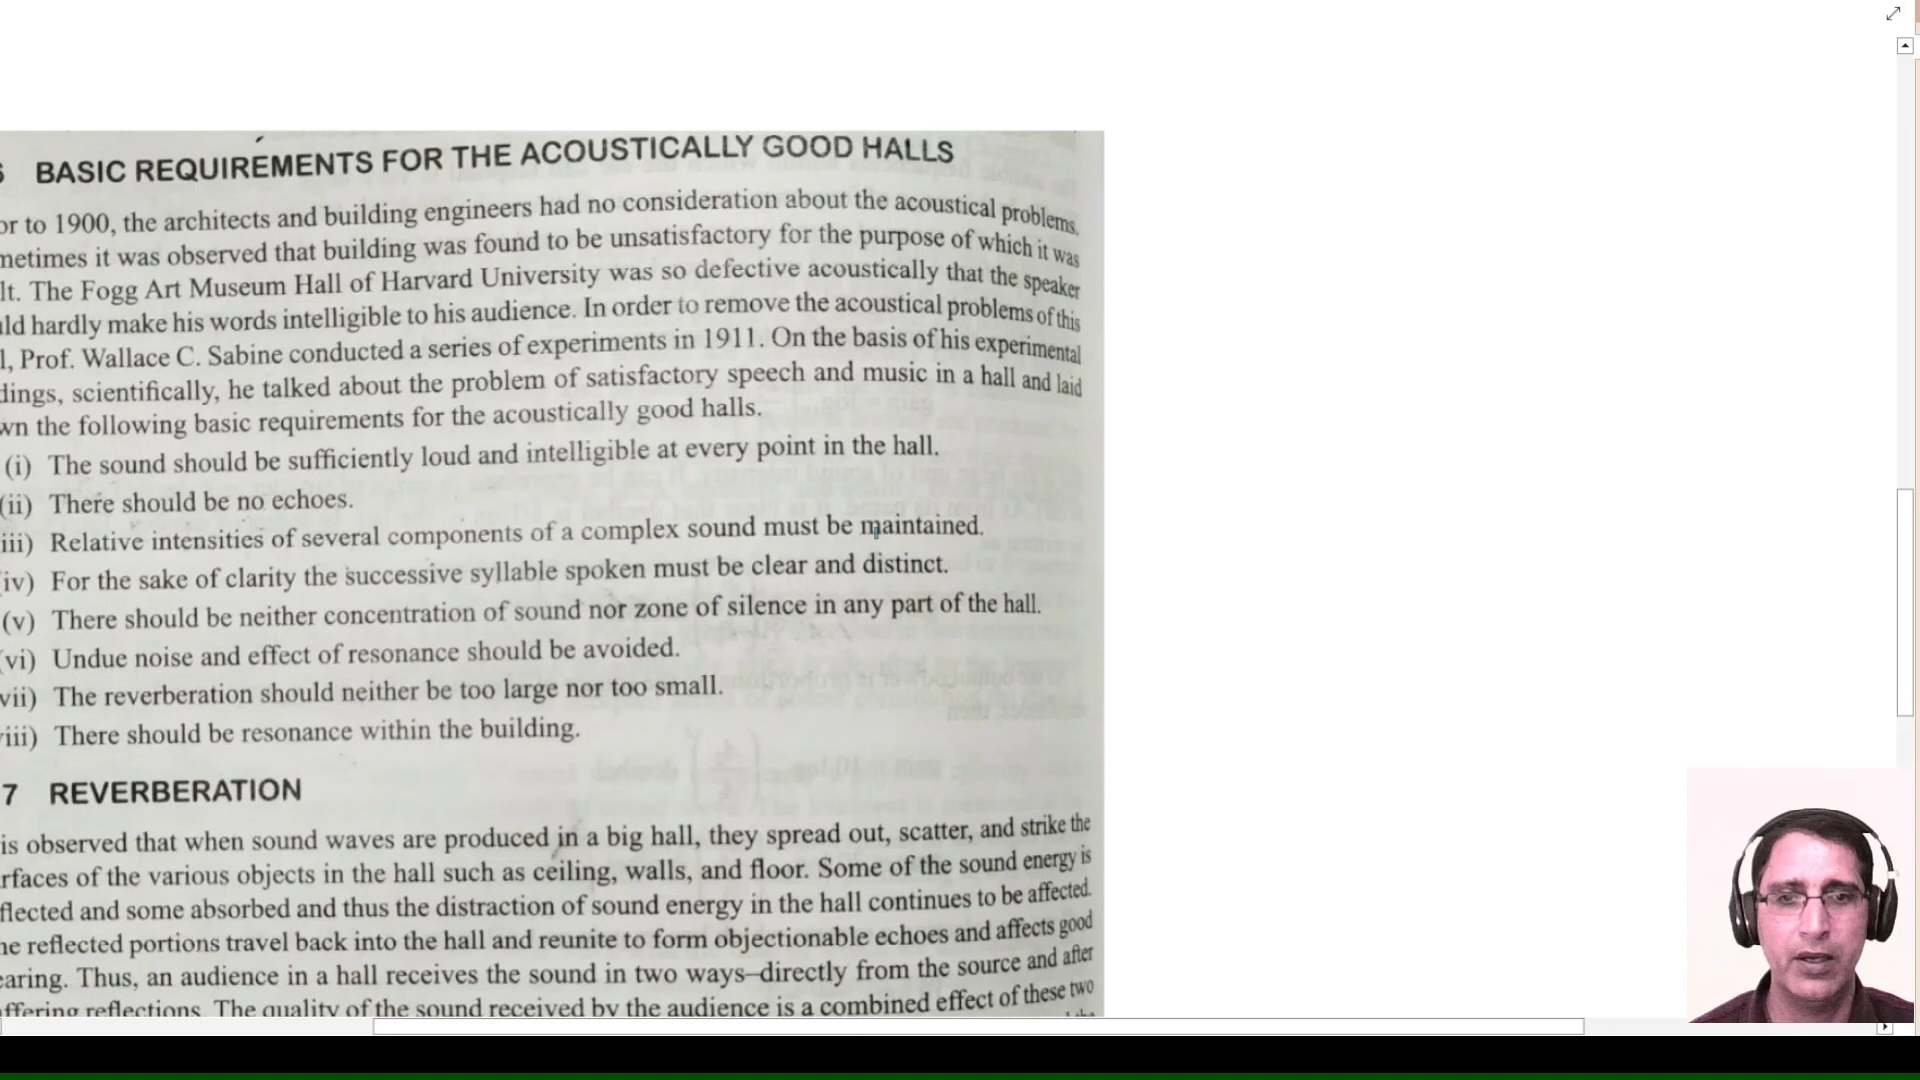 BASIC REQUIREMENTS FOR THE ACOUSTICALLY GOOD HALLS
or to 1900, the architects and building engineers had no consideration about the acoustical problems.
metimes it was observed that building was found to be unsatisfactory for the purpose of which it was
lt. The Fogg Art Museum Hall of Harvard University was so defective acoustically that the speaker
uld hardly make his words intelligible to his audience. In order to remove the acoustical problems of this
l, Prof. Wallace C. Sabine conducted a series of experiments in 1911. On the basis of his experimental
dings, scientifically, he talked about the problem of satisfactory speech and music in a hall and laid
wn the following basic requirements for the acoustically good halls.
(i) The sound should be sufficiently loud and intelligible at every point in the hall.
(ii) There should be no echoes.
iii) Relative intensities of several components of a complex sound must be maintained.
iv) For the sake of clarity the successive syllable spoken must be clear and distinct.
(v) There should be neither concentration of sound nor zone of silence in any part of the hall.
(vi) Undue noise and effect of resonance should be avoided.
vii) The reverberation should neither be too large nor too small.
iii) There should be resonance within the building.
7 REVERBERATION
is observed that when sound waves are produced in a big hall, they spread out, scatter, and strike the
rfaces of the various objects in the hall such as ceiling, walls, and floor. Some of the sound energy is
flected and some absorbed and thus the distraction of sound energy in the hall continues to be affected.
he reflected portions travel back into the hall and reunite to form objectionable echoes and affects good
earing. Thus, an audience in a hall receives the sound in two ways–directly from the source and after
ffering reflections. The quality of the sound received by the audience is a combined effect of these two